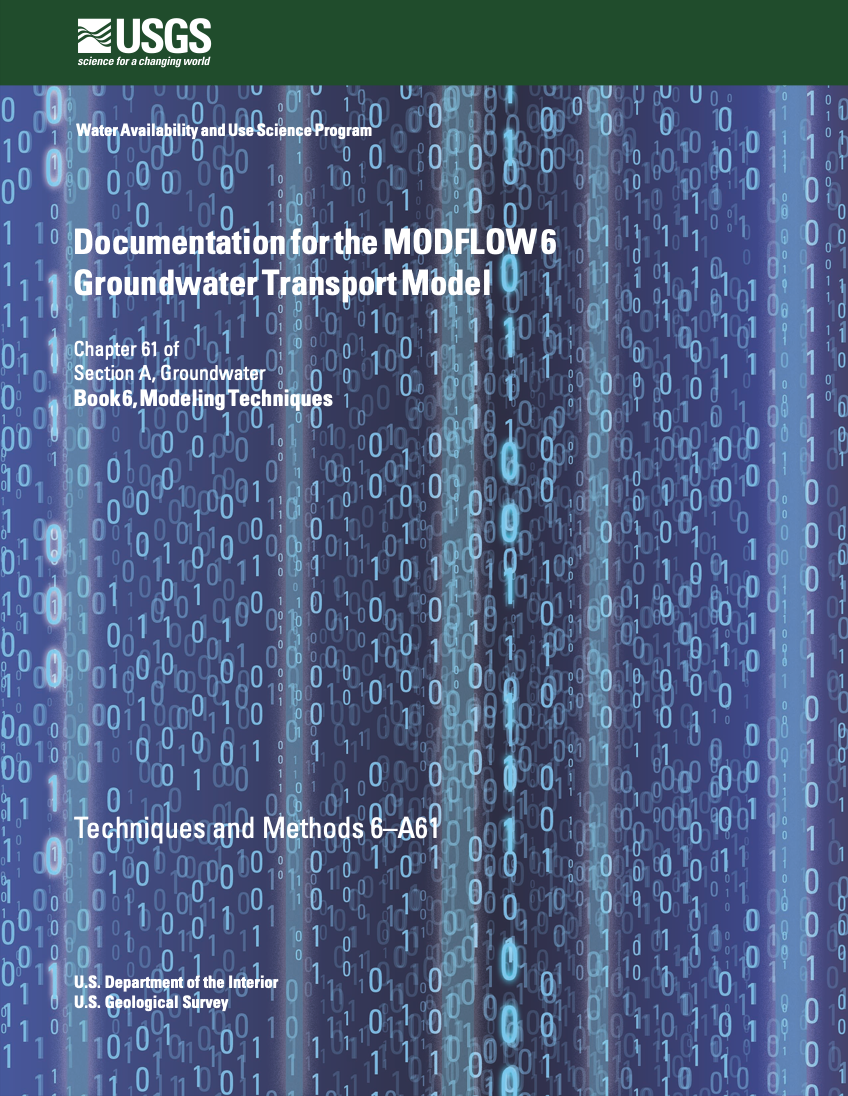 USGS
science for a changing world
Water Availability and Use Science Program
Documentation for the MODFLOW 6
Groundwater Transport Model
Chapter 61 of
Section A, Groundwater
Book 6, Modeling Techniques
Techniques and Methods 6–A61
U.S. Department of the Interior
U.S. Geological Survey